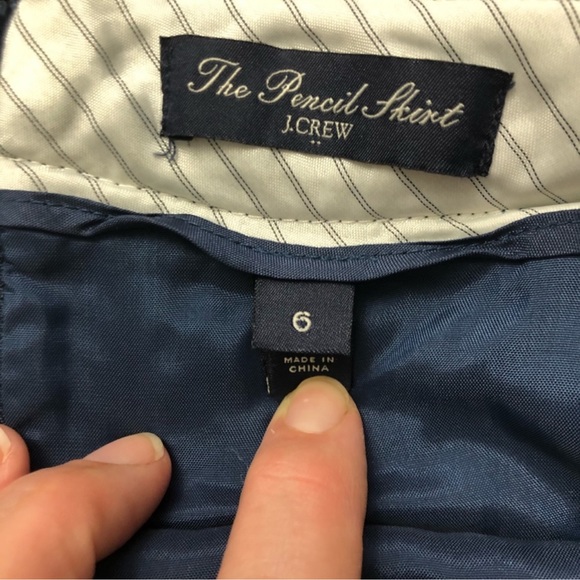 The Pencil Skirt
J.CREW
6
MADE IN
CHINA